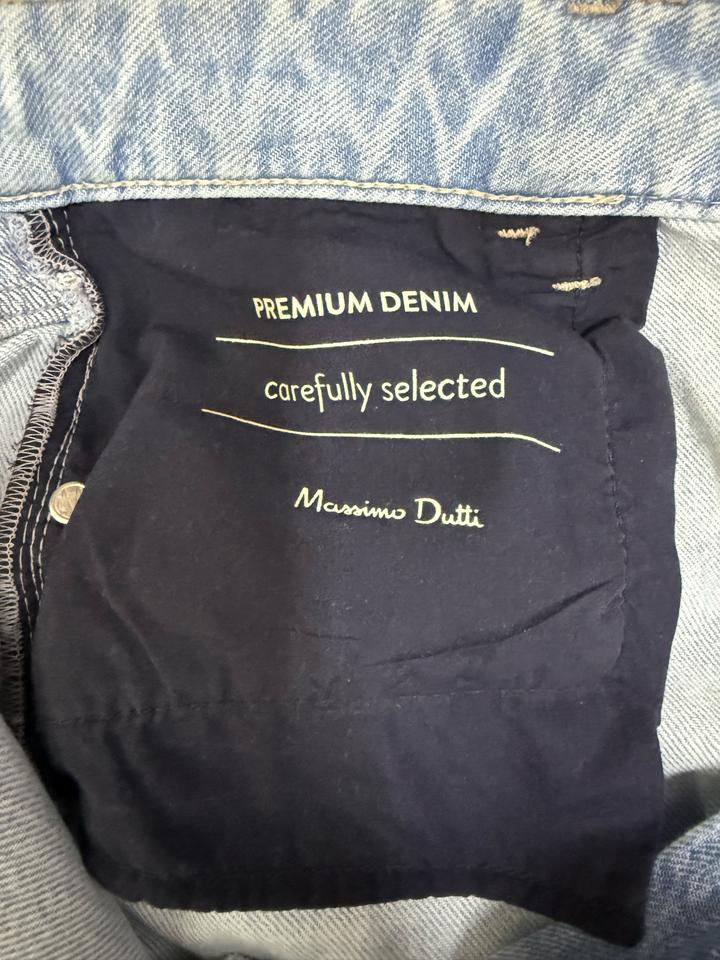 PREMIUM DENIM
carefully selected
Massimo Dutti